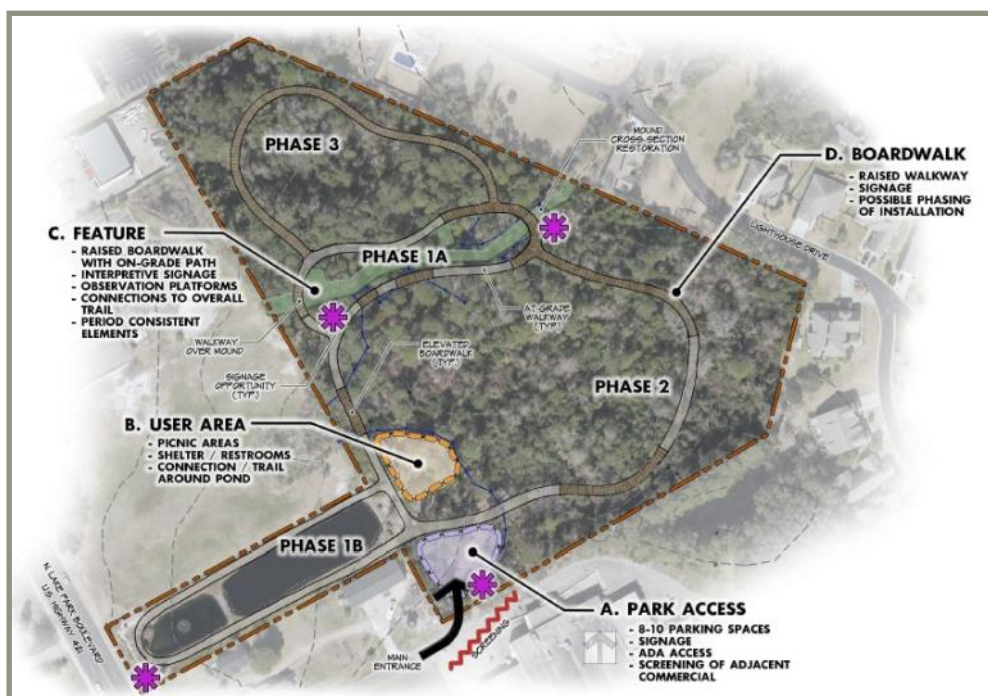 PHASE 3
MOUND
CROSS-SECTION
RESTORATION
D. BOARDWALK
- RAISED WALKWAY
- SIGNAGE
- POSSIBLE PHASING
OF INSTALLATION
LIGHTHOUSE DRIVE
C. FEATURE
- RAISED BOARDWALK
WITH ON-GRADE PATH
- INTERPRETIVE SIGNAGE
- OBSERVATION PLATFORMS
- CONNECTIONS TO OVERALL
TRAIL
- PERIOD CONSISTENT
ELEMENTS
PHASE 1A
AT-GRADE
WALKWAY
(TYP.)
WALKWAY
OVER MOUND
SIGNAGE
OPPORTUNITY
(TYP.)
ELEVATED
BOARDWALK
(TYP.)
PHASE 2
B. USER AREA
- PICNIC AREAS
- SHELTER / RESTROOMS
- CONNECTION / TRAIL
AROUND POND
PHASE 1B
N. LAKE PARK BOULEVARD
U.S. HIGHWAY 421
MAIN
ENTRANCE
SCREENING
A. PARK ACCESS
- 8-10 PARKING SPACES
- SIGNAGE
- ADA ACCESS
- SCREENING OF ADJACENT
COMMERCIAL